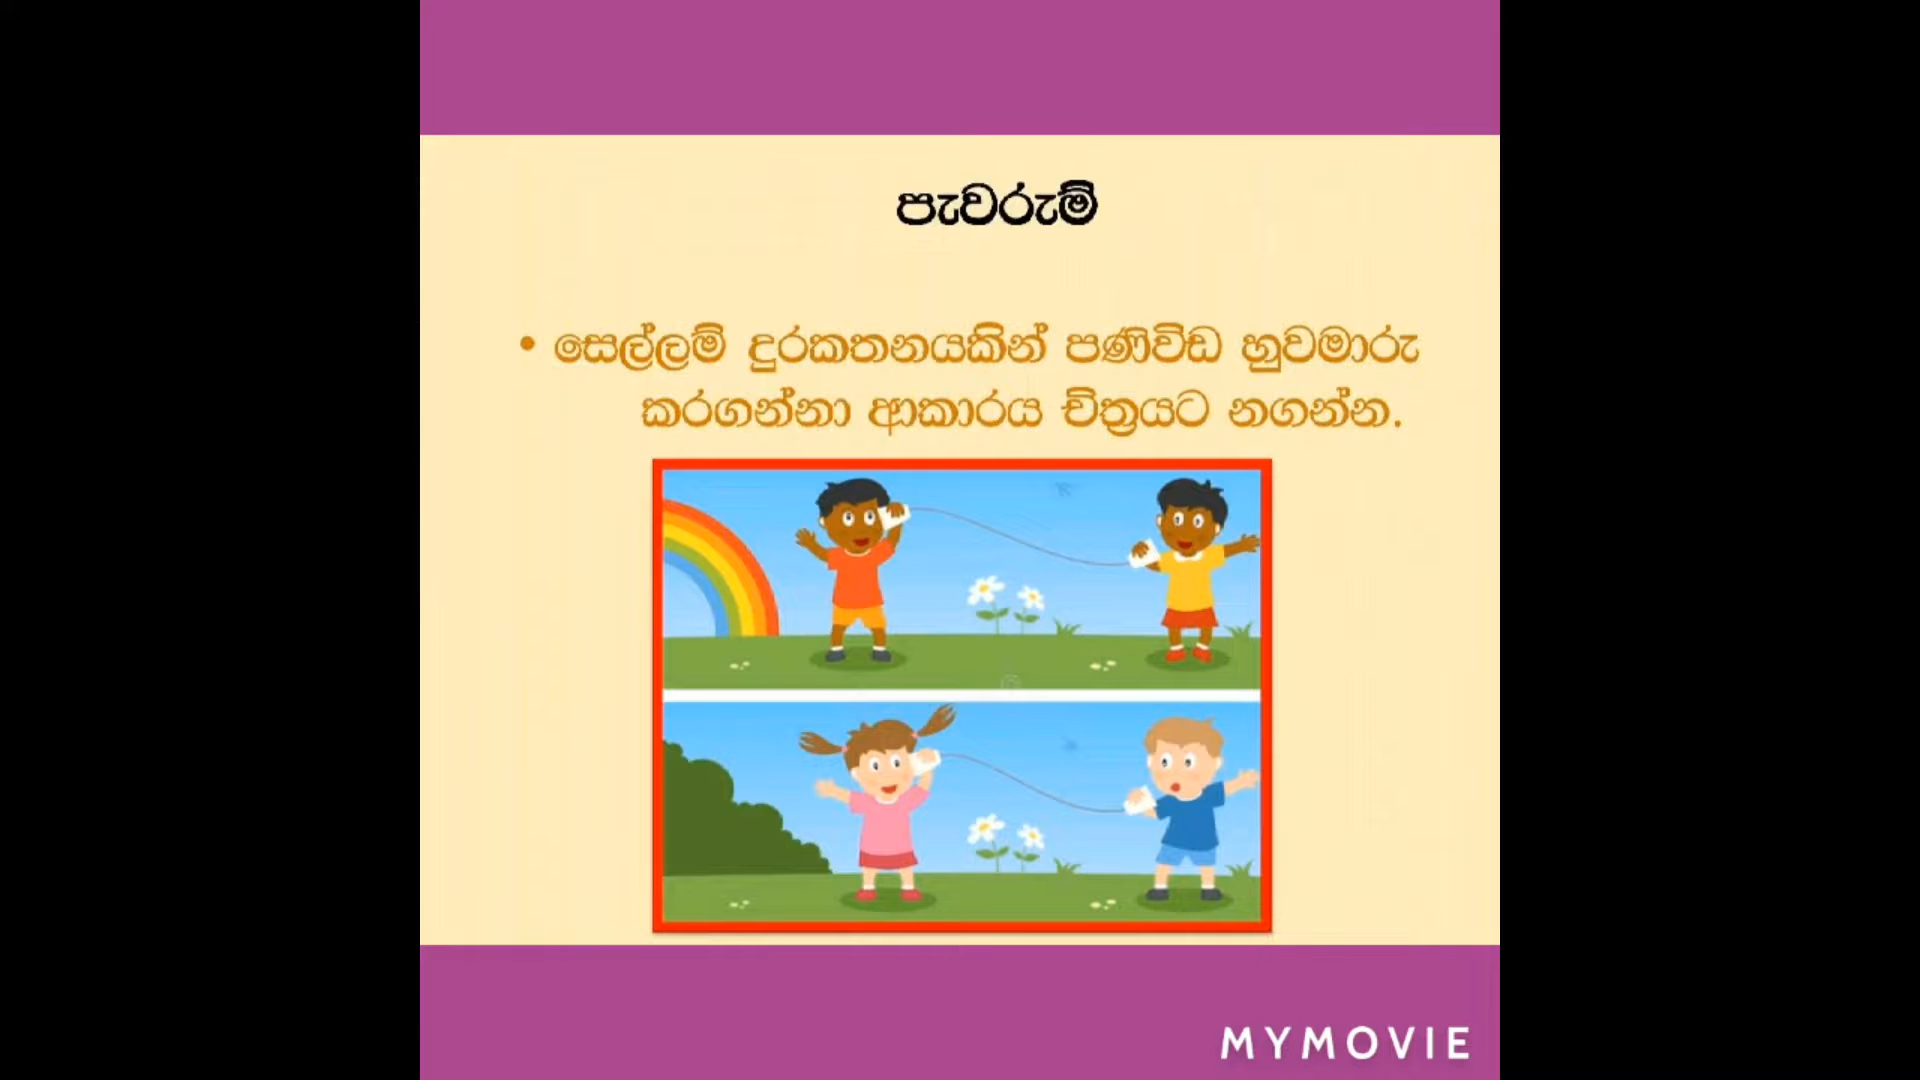 පැවරුම්
• සෙල්ලම් දුරකතනයකින් පණිවිඩ හුවමාරු
කරගන්නා ආකාරය චිත්‍රයට නගන්න.
MYMOVIE